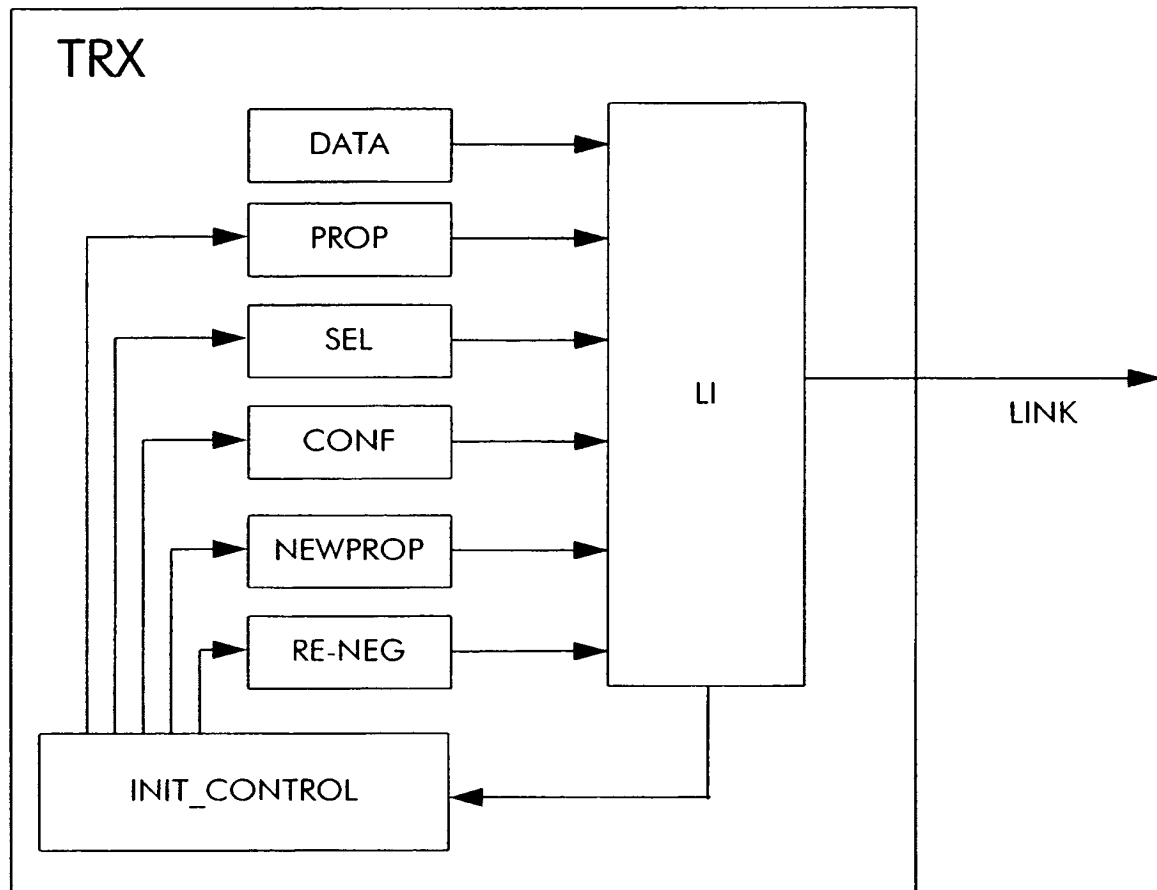 TRX
DATA
PROP
SEL
CONF
NEWPROP
RE-NEG
LI
LINK
INIT_CONTROL